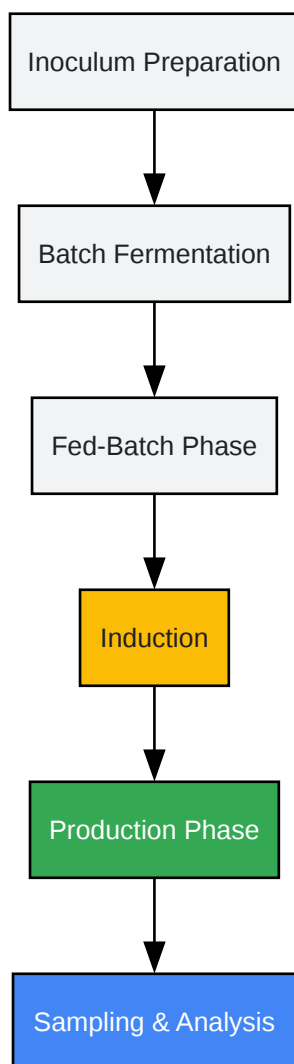 Inoculum Preparation
Batch Fermentation
Fed-Batch Phase
Induction
Production Phase
Sampling & Analysis